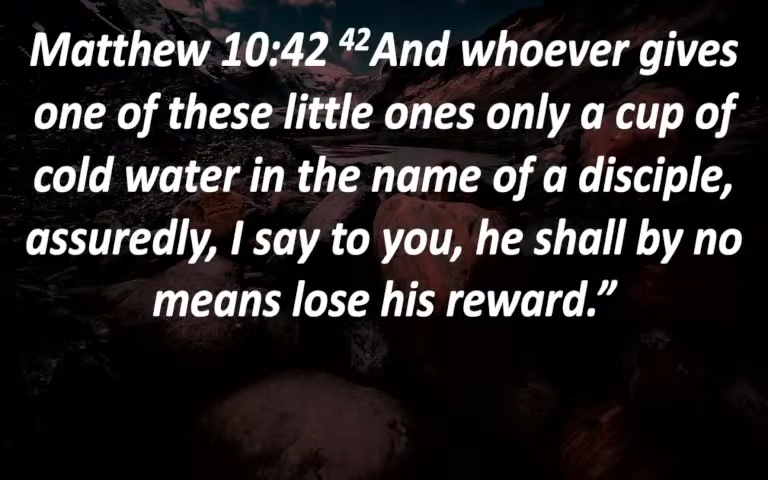 Matthew 10:42 ⁴²And whoever gives
one of these little ones only a cup of
cold water in the name of a disciple,
assuredly, I say to you, he shall by no
means lose his reward.”